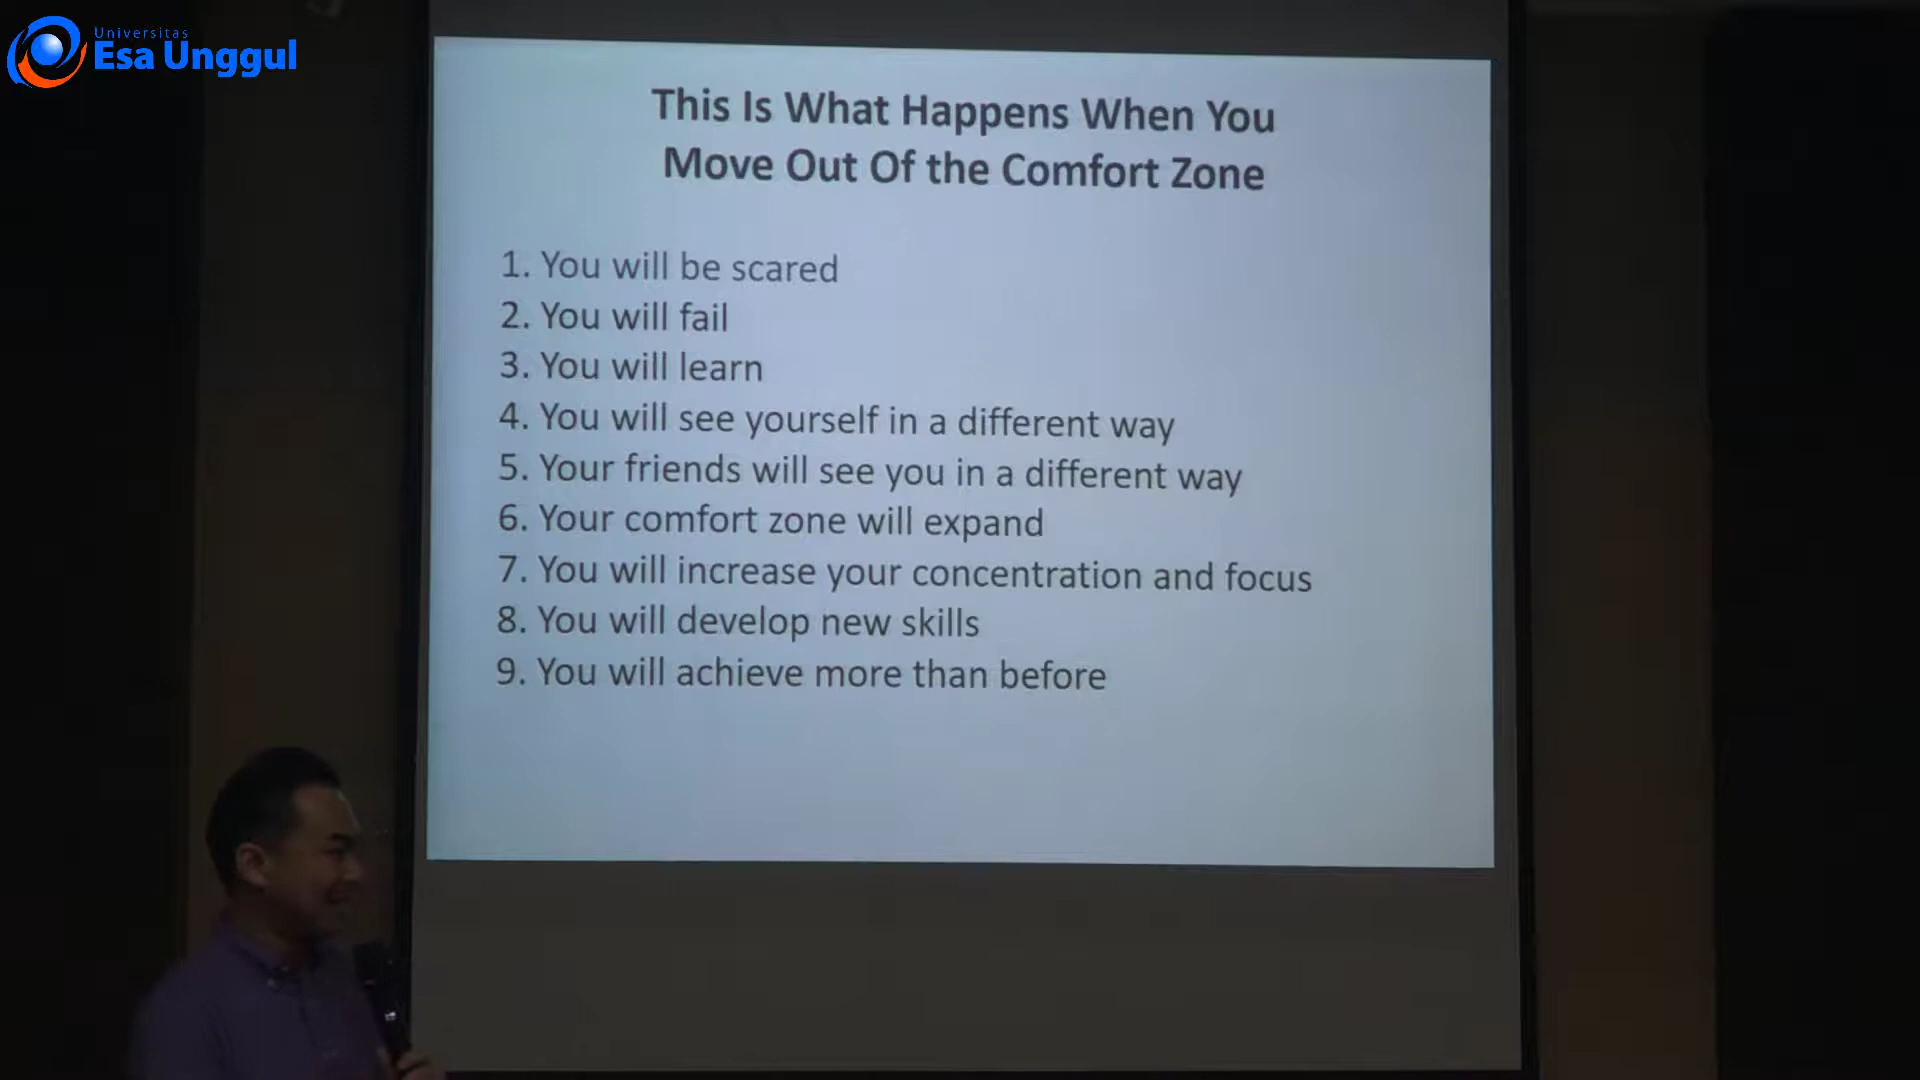 Universitas
Esa Unggul
This Is What Happens When You
Move Out Of the Comfort Zone
1. You will be scared
2. You will fail
3. You will learn
4. You will see yourself in a different way
5. Your friends will see you in a different way
6. Your comfort zone will expand
7. You will increase your concentration and focus
8. You will develop new skills
9. You will achieve more than before